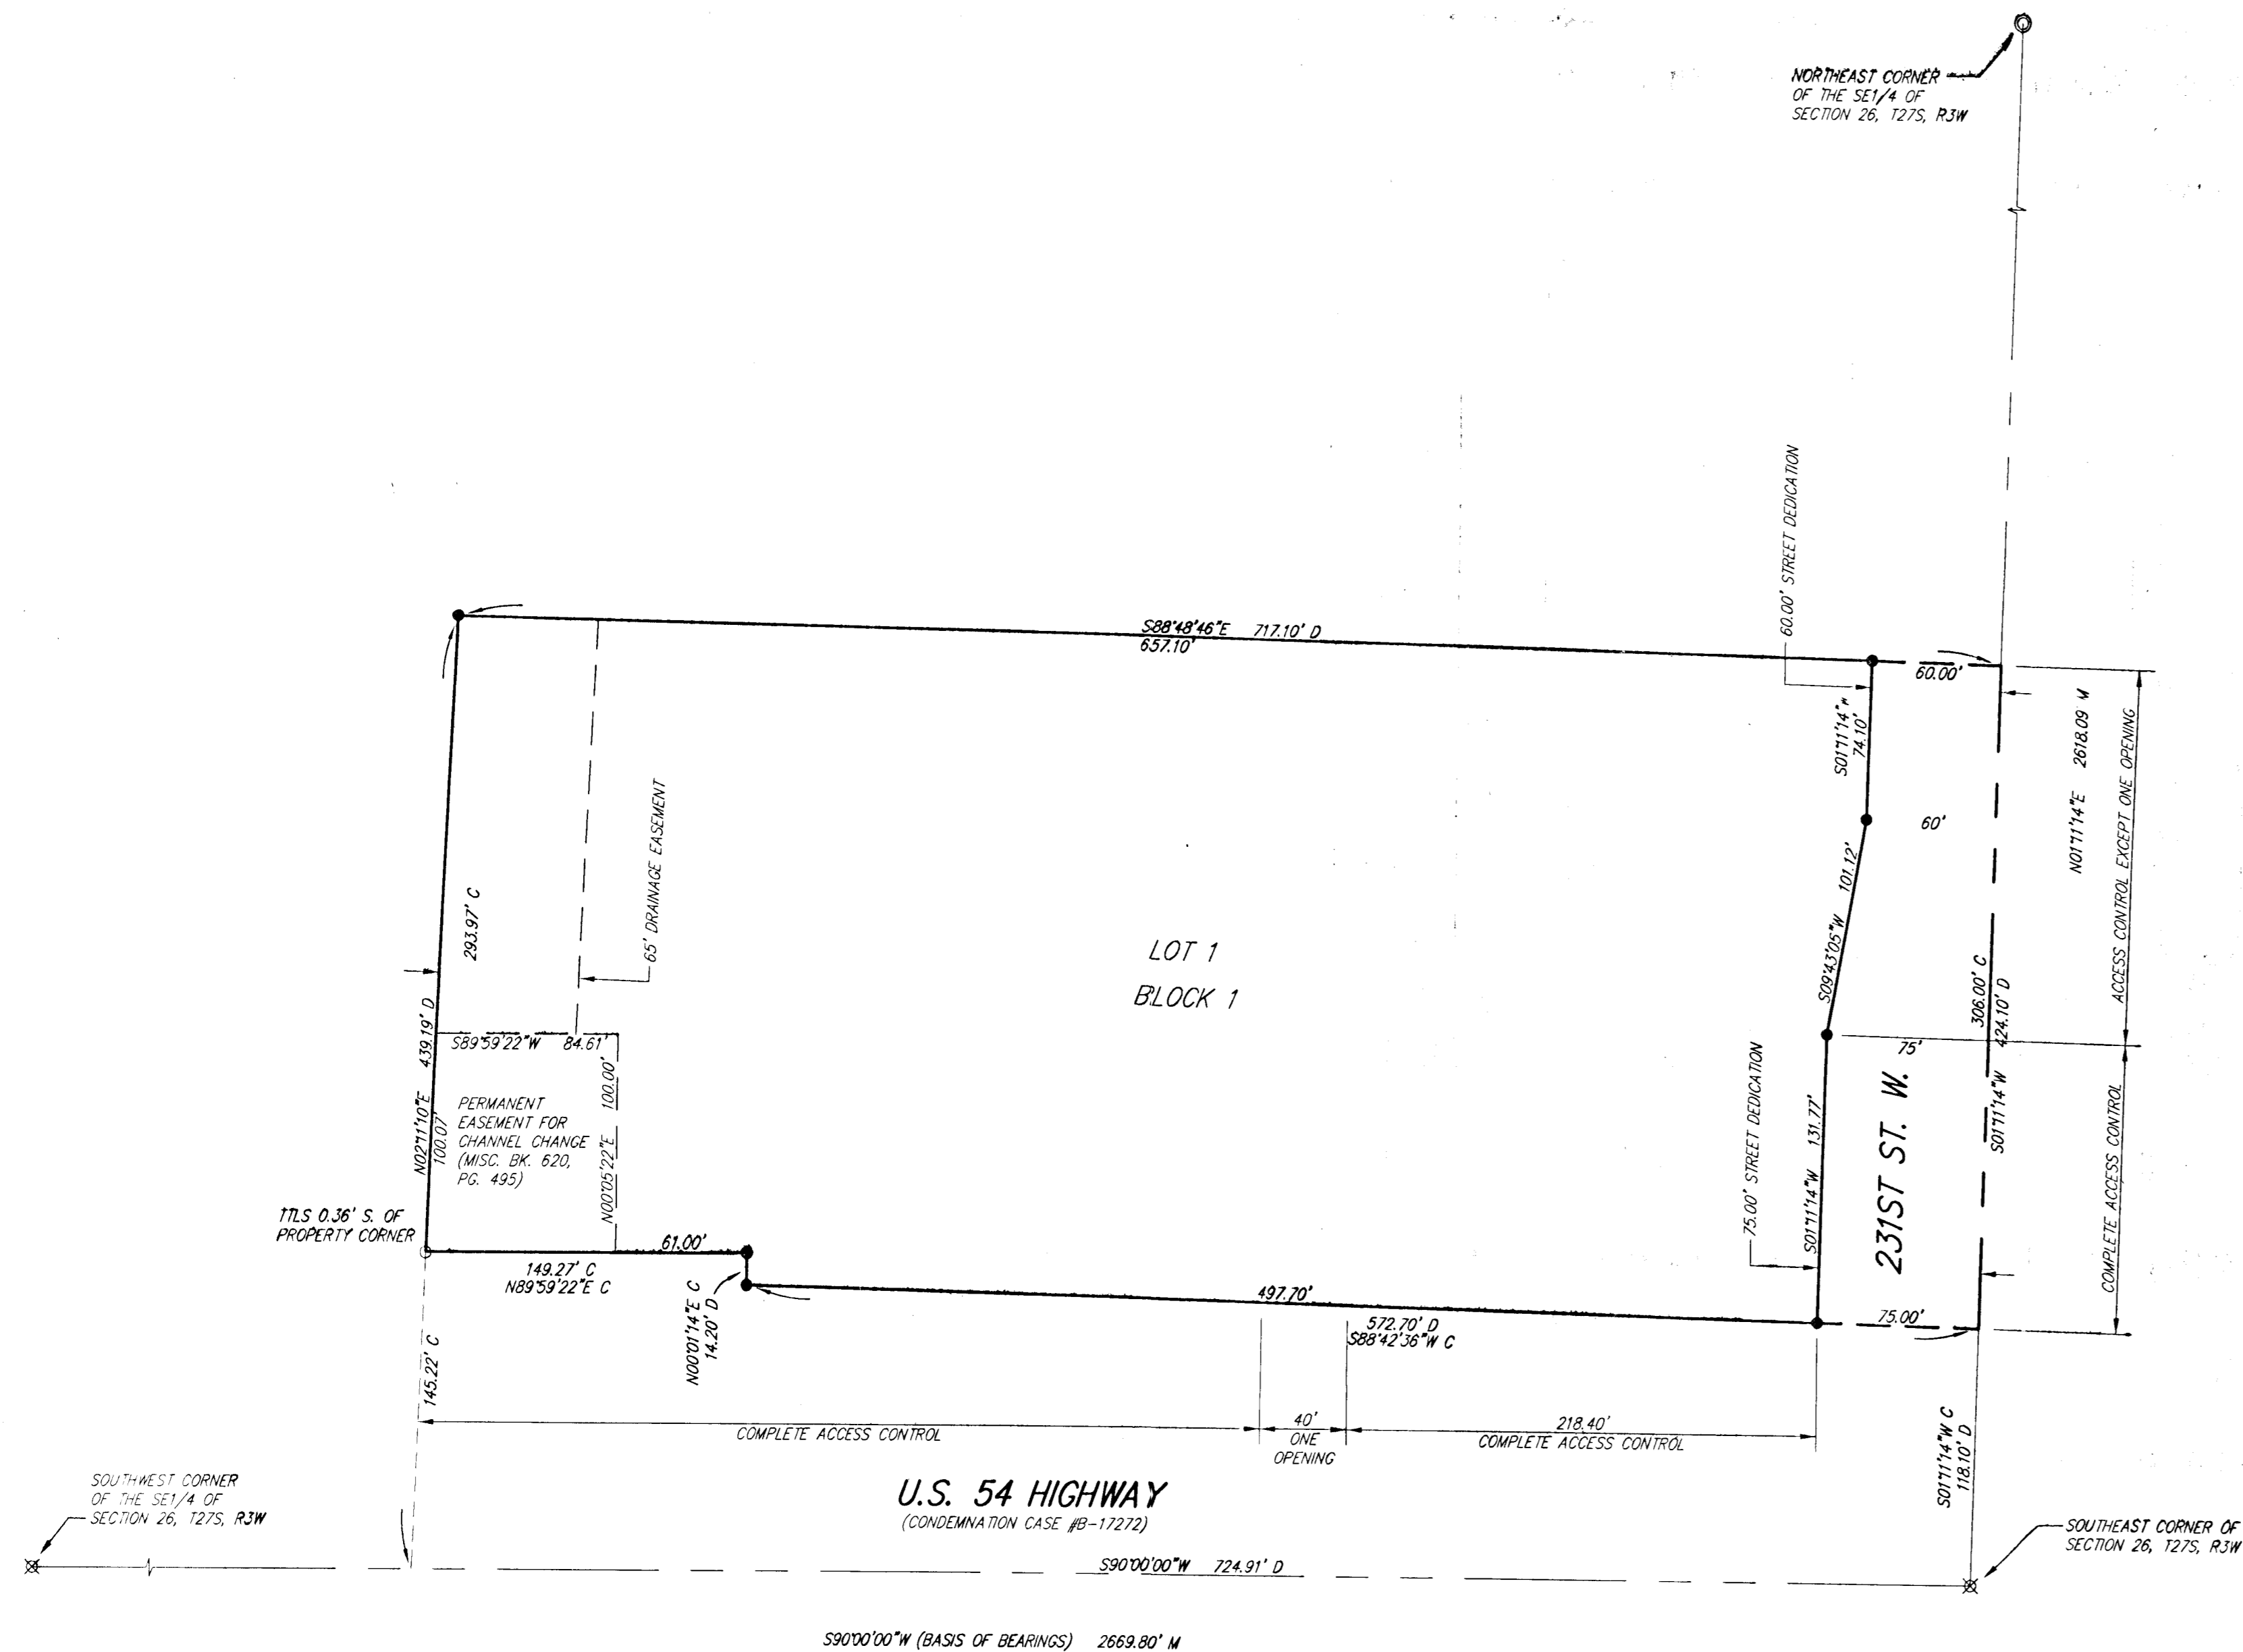 NORTHEAST CORNER
OF THE SE1/4 OF
SECTION 26, T27S, R3W
60.00' STREET DEDICATION
S88°48'46"E 717.10' D
657.10'
60.00'
S01°11'14"W
74.10'
N01°11'14"E 2618.09' M
ACCESS CONTROL EXCEPT ONE OPENING
60'
65' DRAINAGE EASEMENT
101.12'
S09°43'05"W
293.97' C
LOT 1
BLOCK 1
306.00' C
424.10' D
S01°11'14"W
439.19' D
N02°11'10"E
100.07'
S89°59'22"W 84.61'
75'
PERMANENT
EASEMENT FOR
CHANNEL CHANGE
(MISC. BK. 620,
PG. 495)
N00°05'22"E 100.00'
75.00' STREET DEDICATION
S01°11'14"W 131.77'
231ST ST. W.
COMPLETE ACCESS CONTROL
TTLS 0.36' S. OF
PROPERTY CORNER
61.00'
149.27' C
N89°59'22"E C
N00°01'14"E C
14.20' D
497.70'
572.70' D
S88°42'36"W C
75.00'
145.22' C
COMPLETE ACCESS CONTROL
40'
ONE
OPENING
218.40'
COMPLETE ACCESS CONTROL
S01°11'14"W C
118.10' D
SOUTHWEST CORNER
OF THE SE1/4 OF
SECTION 26, T27S, R3W
U.S. 54 HIGHWAY
(CONDEMNATION CASE #B-17272)
SOUTHEAST CORNER OF
SECTION 26, T27S, R3W
S90°00'00"W 724.91' D
S90°00'00"W (BASIS OF BEARINGS) 2669.80' M